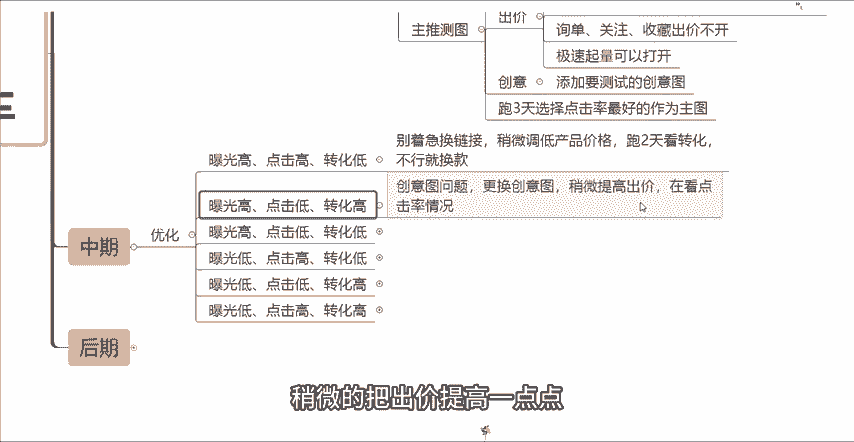 出价
主推测图
询单、关注、收藏出价不开
极速起量可以打开
创意
添加要测试的创意图
跑3天选择点击率最好的作为主图
曝光高、点击高、转化低
别着急换链接，稍微调低产品价格，跑2天看转化，
不行就换款
创意图问题，更换创意图，稍微提高出价，在看点
击率情况
曝光高、点击低、转化高
优化
曝光高、点击低、转化低
中期
曝光低、点击高、转化低
曝光低、点击低、转化高
曝光低、点击高、转化高
后期
稍微的把出价提高一点点